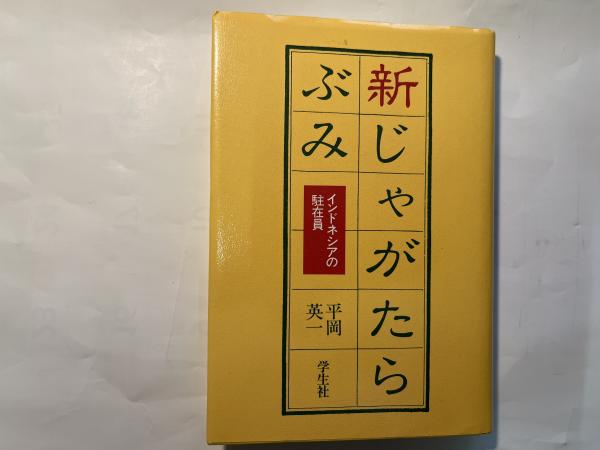 新じゃがたら
ぶみ
インドネシアの
駐在員
平岡
英一
学生社